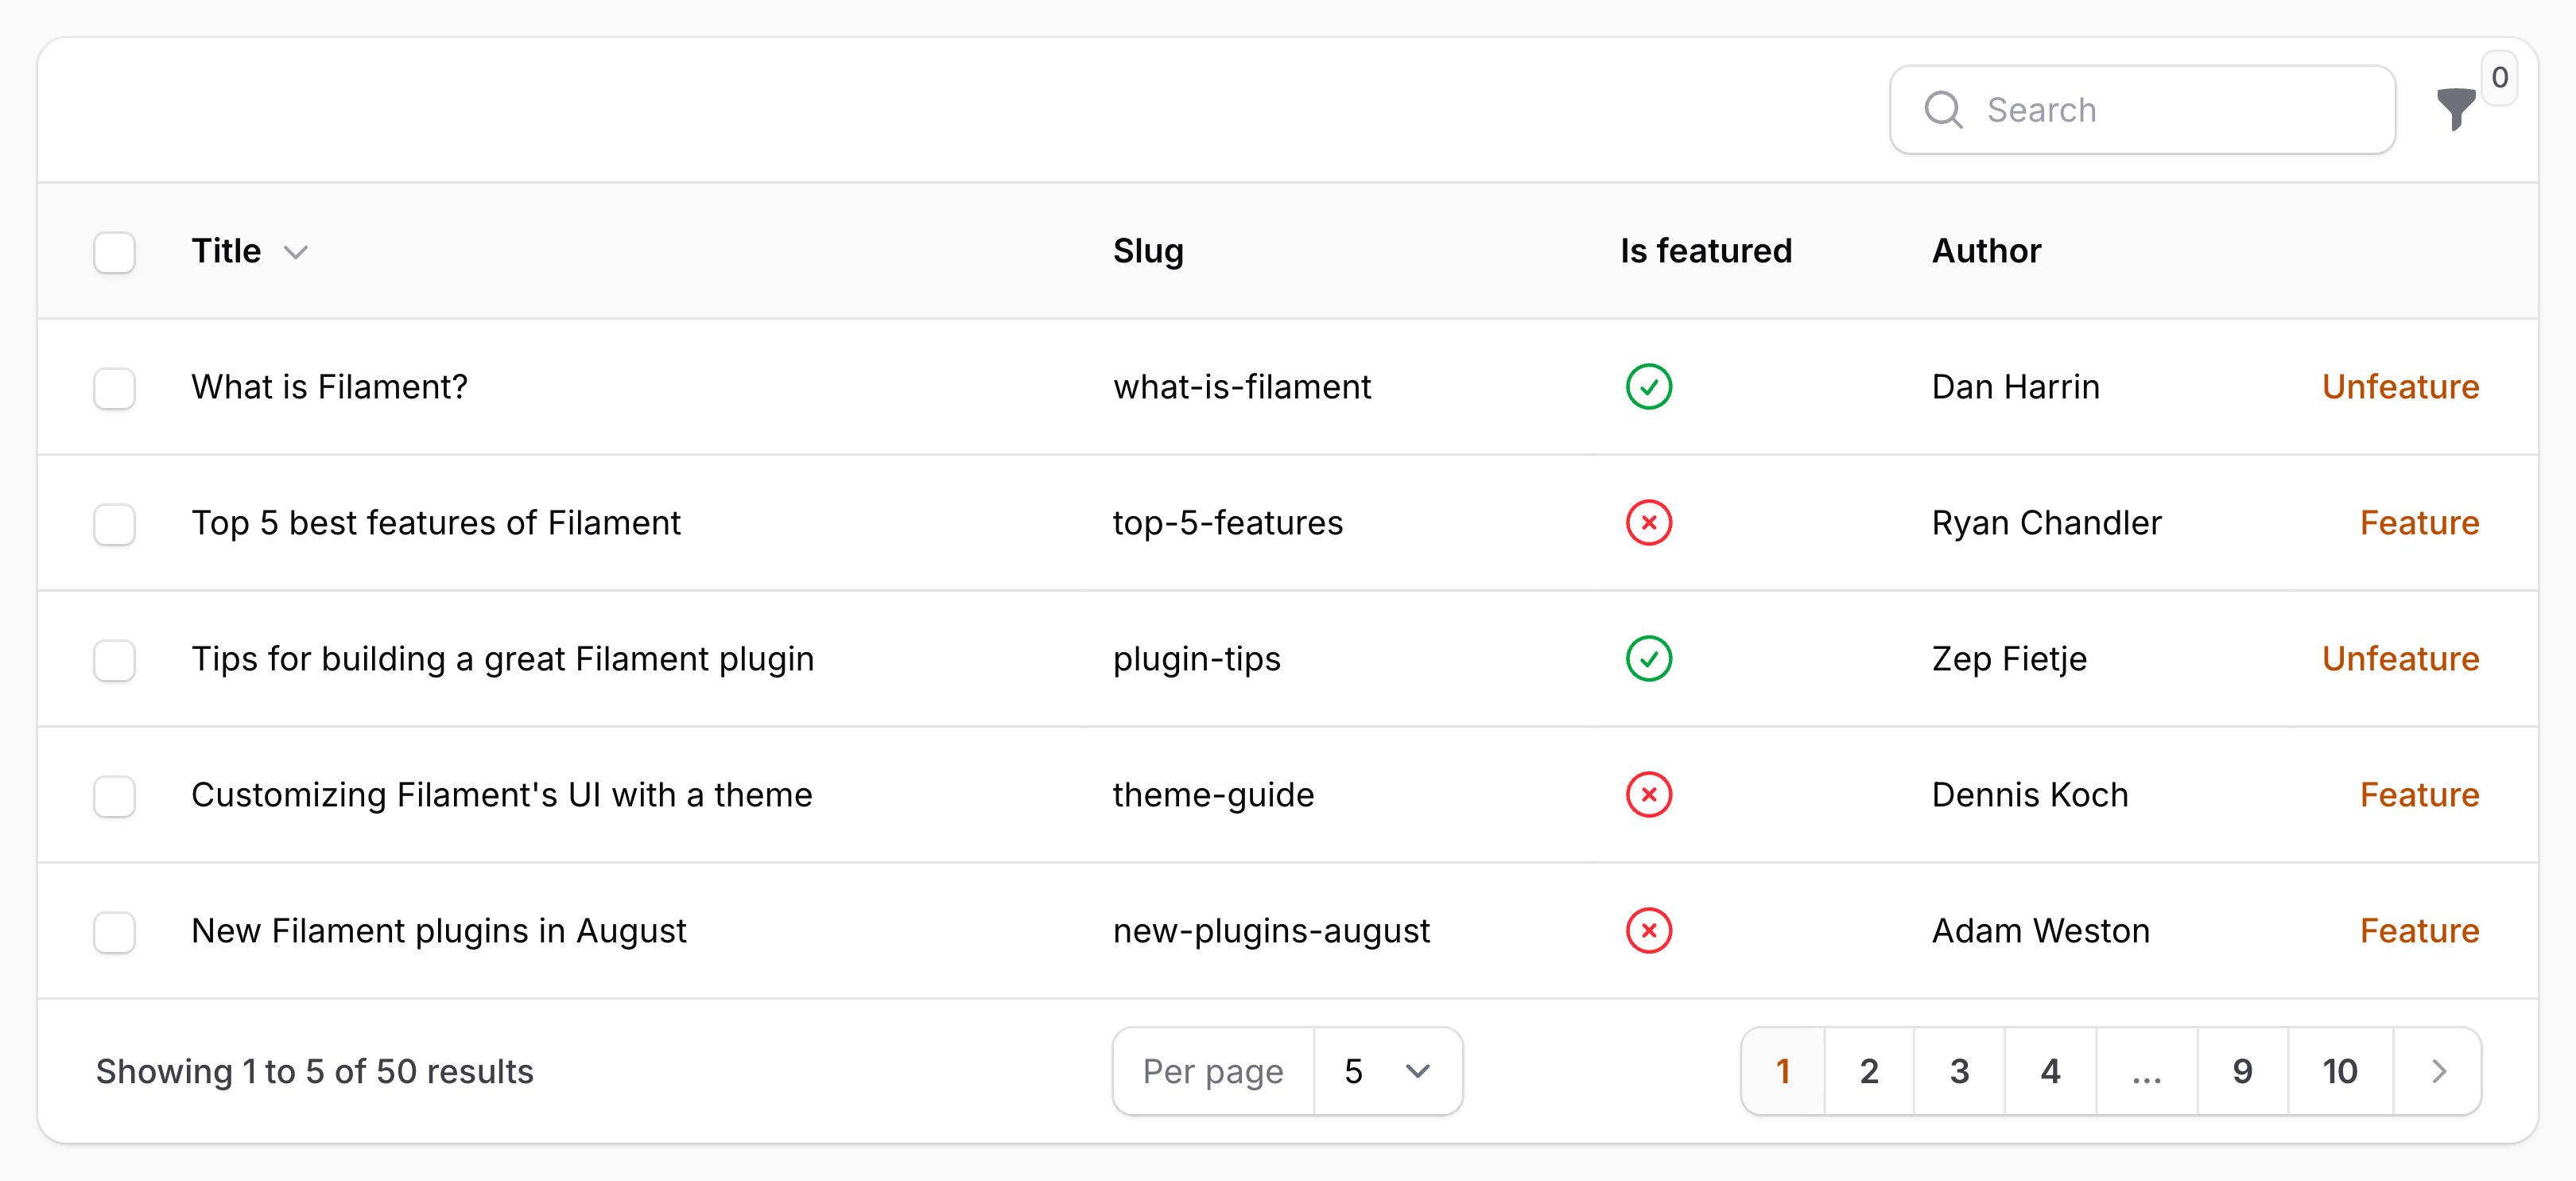 Search 0
Title Slug Is featured Author
What is Filament? what-is-filament Dan Harrin Unfeature
Top 5 best features of Filament top-5-features Ryan Chandler Feature
Tips for building a great Filament plugin plugin-tips Zep Fietje Unfeature
Customizing Filament's UI with a theme theme-guide Dennis Koch Feature
New Filament plugins in August new-plugins-august Adam Weston Feature
Showing 1 to 5 of 50 results Per page 5 1 2 3 4 ... 9 10